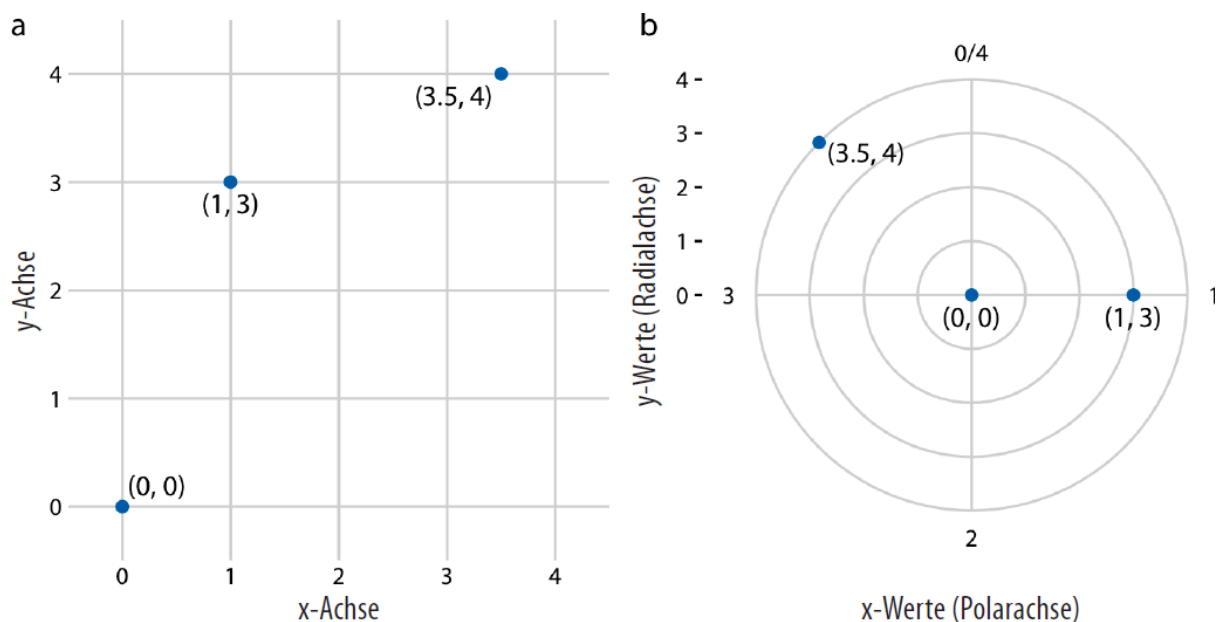 a
y-Achse
4
3
2
1
0
(3.5, 4)
(1, 3)
(0, 0)
0 1 2 3 4
x-Achse
b
y-Werte (Radialachse)
4 -
3 -
2 -
1 -
0 -
0/4
3
1
2
(3.5, 4)
(0, 0)
(1, 3)
x-Werte (Polarachse)